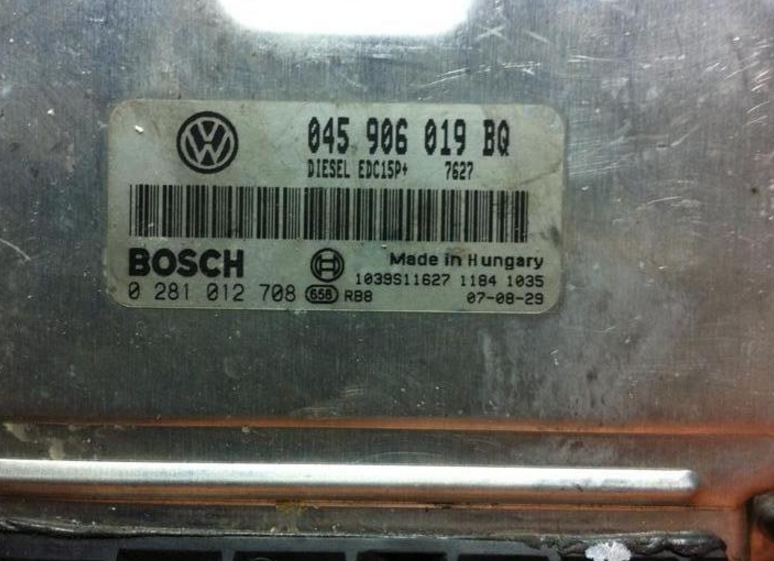 045 906 019 BQ
DIESEL EDC15P+ 7627
BOSCH
Made in Hungary
1039S11627 1184 1035
0 281 012 708 656 RB8 07-08-29